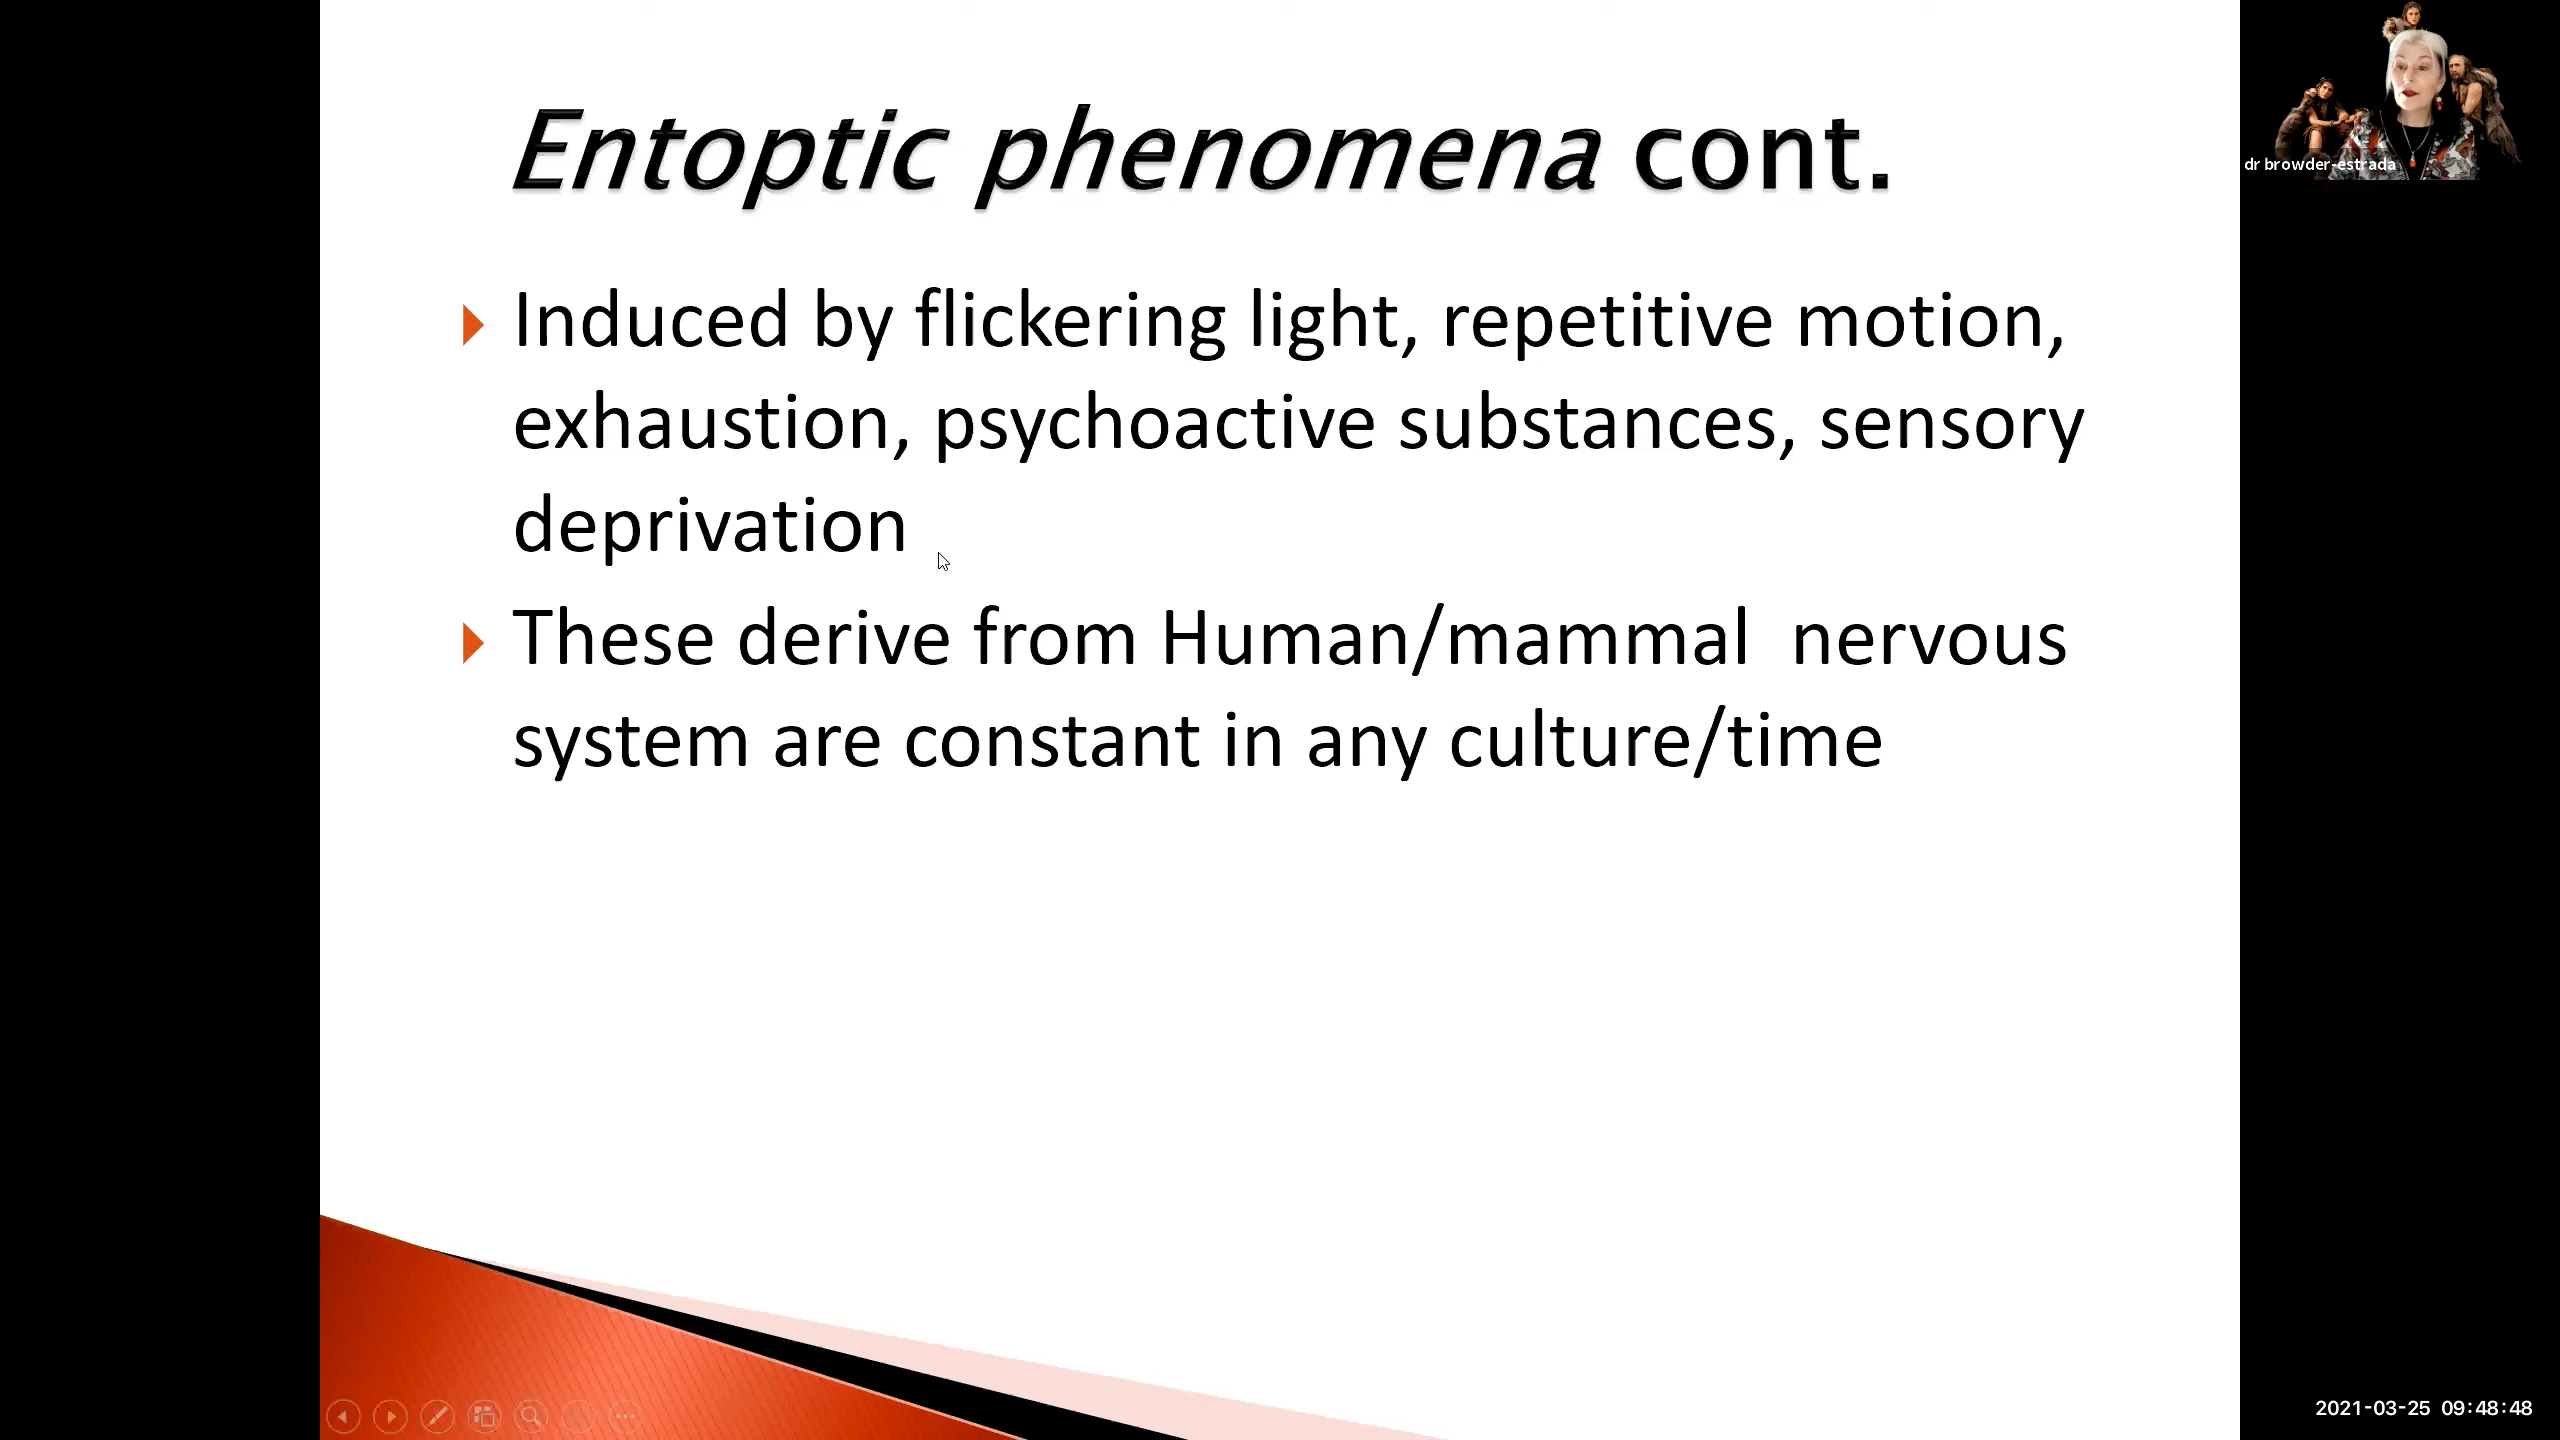 Entoptic phenomena cont.
Induced by flickering light, repetitive motion,
exhaustion, psychoactive substances, sensory
deprivation
These derive from Human/mammal  nervous
system are constant in any culture/time
dr browder-estrada
2021-03-25 09:48:48